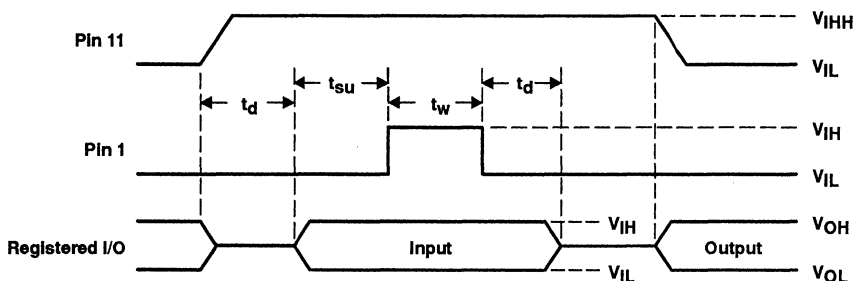 Pin 11
VIHH
VIL
td
tsu
tw
td
Pin 1
VIH
VIL
Registered I/O
Input
VIH
VIL
Output
VOH
VOL